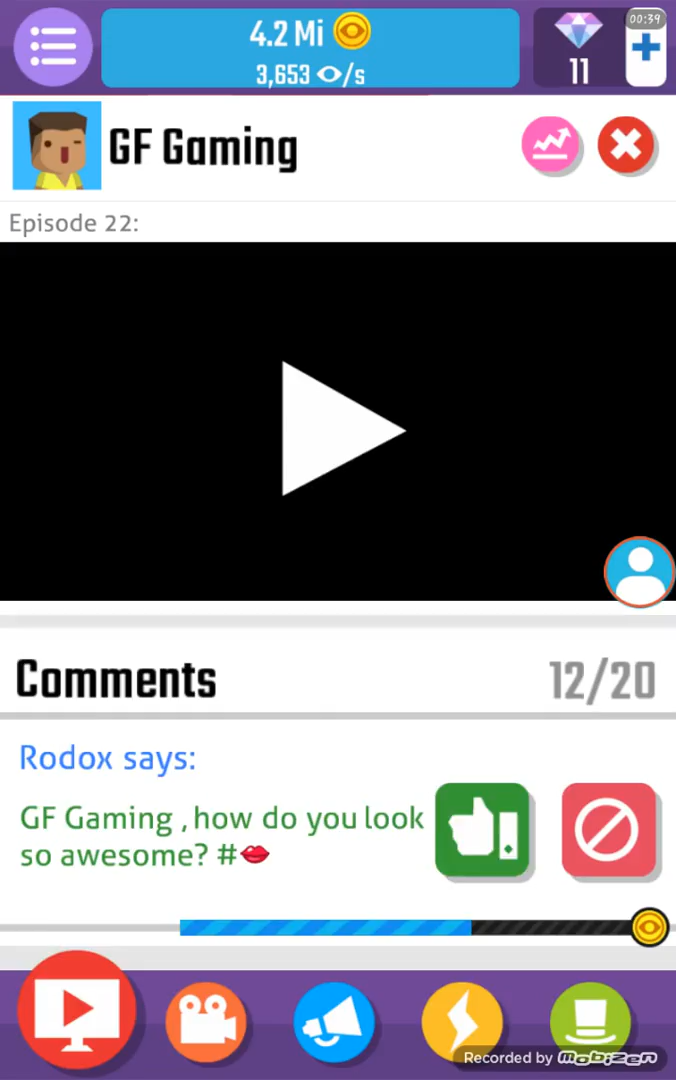 4.2 Mi
3,653 /s
11
00:39
GF Gaming
Episode 22:
Comments
12/20
Rodox says:
GF Gaming , how do you look
so awesome? #💋
Recorded by MOBIZEN